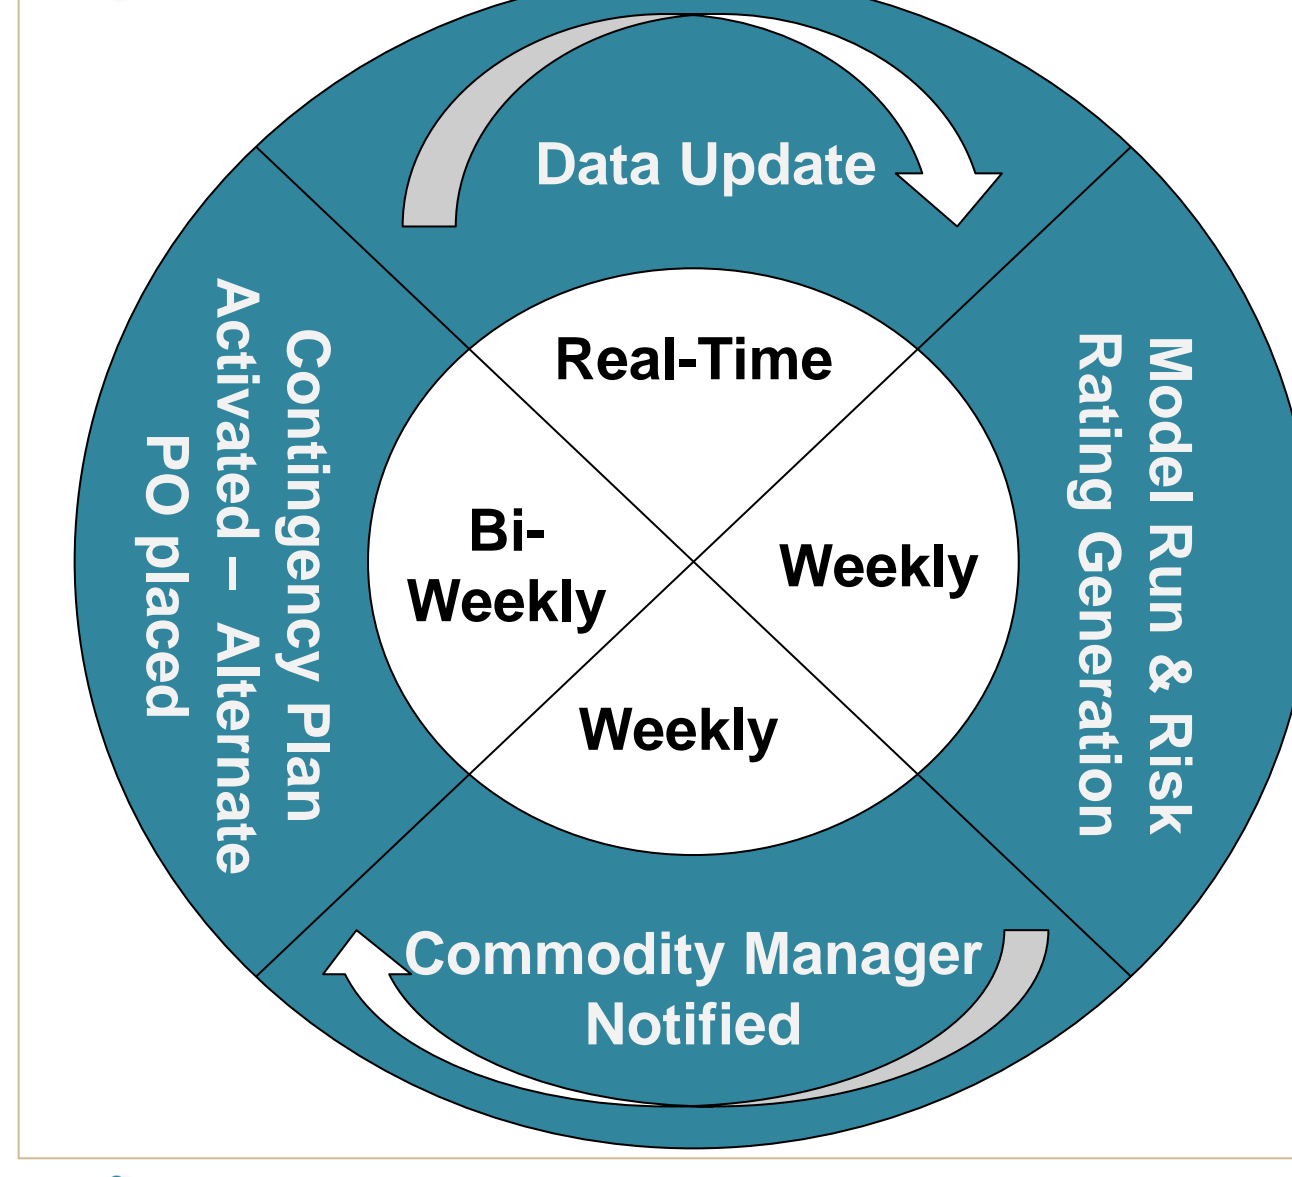 Data Update
Real-Time
Model Run & Risk
Rating Generation
Weekly
Commodity Manager
Notified
Weekly
Contingency Plan
Activated – Alternate
PO placed
Bi-
Weekly